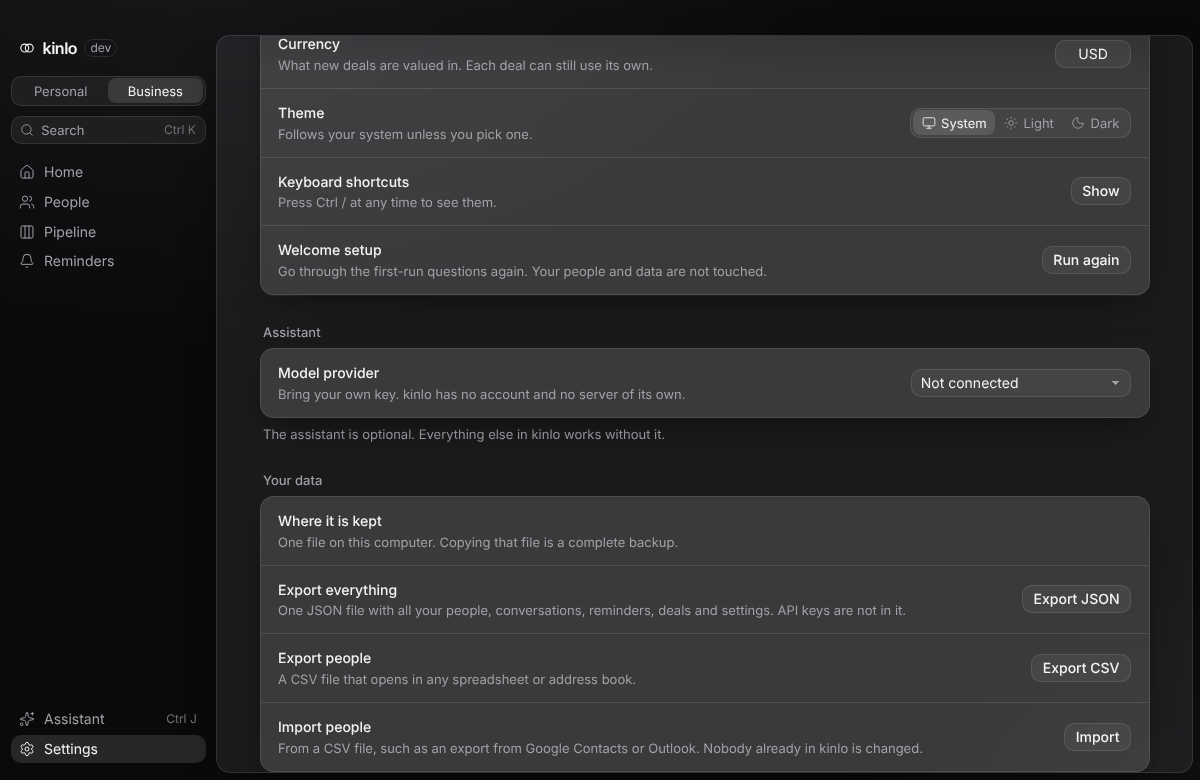 kinlo dev
Personal Business
Search Ctrl K
Home
People
Pipeline
Reminders
Assistant Ctrl J
Settings
Currency
What new deals are valued in. Each deal can still use its own.
USD
Theme
Follows your system unless you pick one.
System Light Dark
Keyboard shortcuts
Press Ctrl / at any time to see them.
Show
Welcome setup
Go through the first-run questions again. Your people and data are not touched.
Run again
Assistant
Model provider
Bring your own key. kinlo has no account and no server of its own.
Not connected
The assistant is optional. Everything else in kinlo works without it.
Your data
Where it is kept
One file on this computer. Copying that file is a complete backup.
Export everything
One JSON file with all your people, conversations, reminders, deals and settings. API keys are not in it.
Export JSON
Export people
A CSV file that opens in any spreadsheet or address book.
Export CSV
Import people
From a CSV file, such as an export from Google Contacts or Outlook. Nobody already in kinlo is changed.
Import